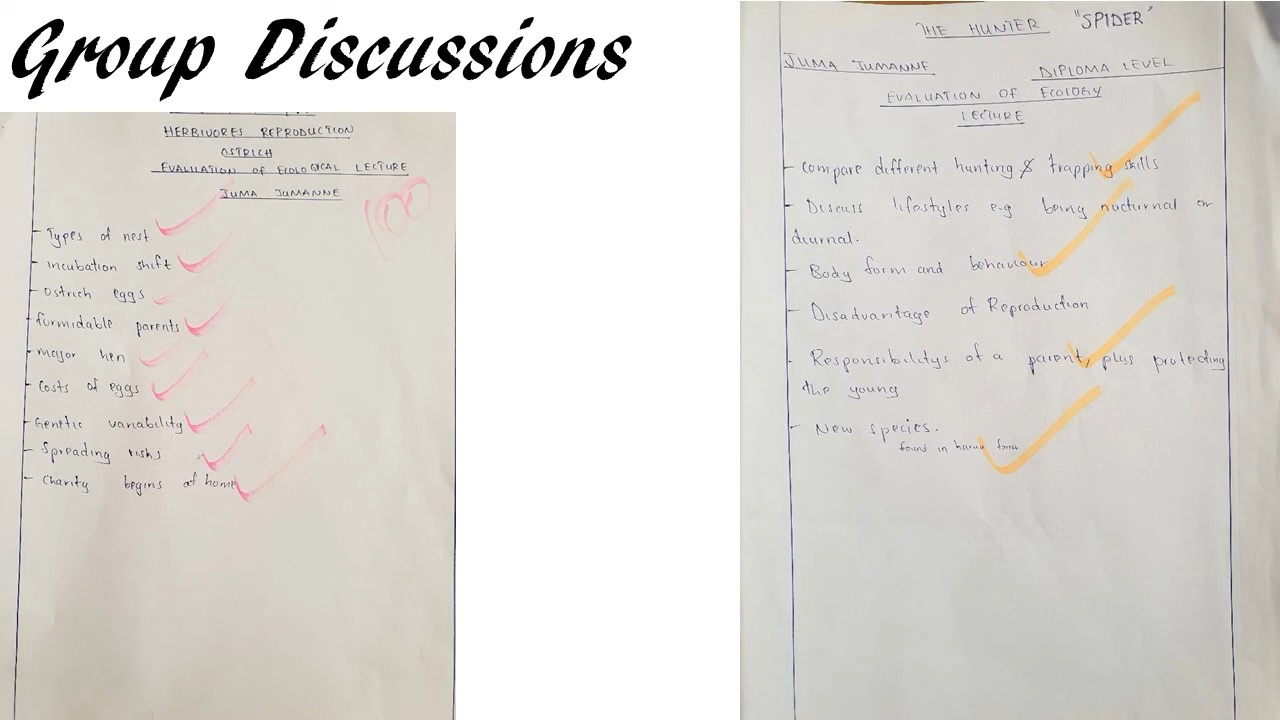 Group Discussions
HERBIVORES REPRODUCTION
OSTRICH
EVALUATION OF ECOLOGICAL LECTURE
JUMA JUMANNE
100
- Types of nest
- Incubation shift
- Ostrich eggs
- formidable parents
- Major hen
- Costs of eggs
- Genetic variability
- Spreading risks
- Charity begins at home
THE HUNTER "SPIDER"
JUMA JUMANNE DIPLOMA LEVEL
EVALUATION OF ECOLOGY
LECTURE
- compare different hunting & trapping skills
- Discuss lifestyles e.g being nocturnal or
diurnal.
- Body form and behaviour
- Disadvantage of Reproduction
- Responsibilitys of a parent, plus protecting
the young
- New species.
found in